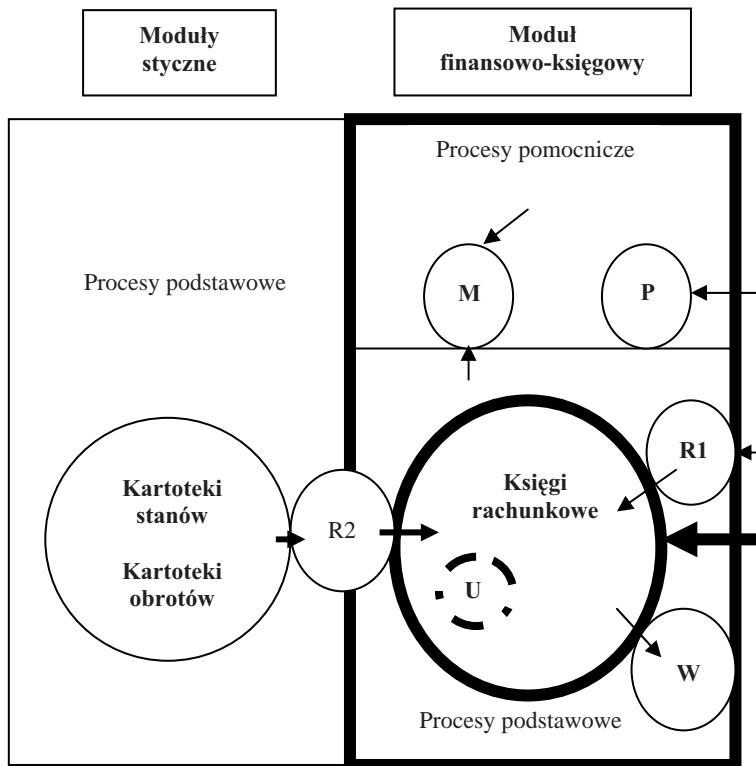 Moduły
styczne
Moduł
finansowo-księgowy
Procesy pomocnicze
Procesy podstawowe
M
P
R1
Księgi
rachunkowe
Kartoteki
stanów
R2
Kartoteki
obrotów
U
W
Procesy podstawowe